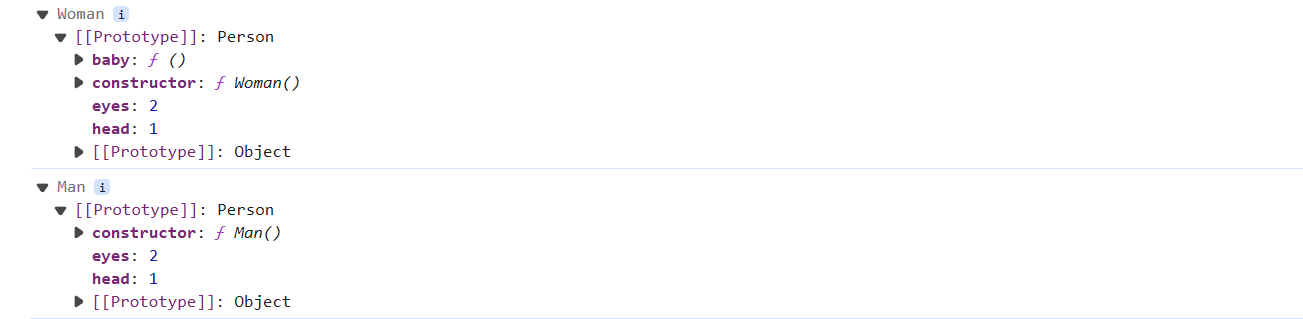 ▼ Woman i
▼ [[Prototype]]: Person
▶ baby: ƒ ()
▶ constructor: ƒ Woman()
eyes: 2
head: 1
▶ [[Prototype]]: Object
▼ Man i
▼ [[Prototype]]: Person
▶ constructor: ƒ Man()
eyes: 2
head: 1
▶ [[Prototype]]: Object